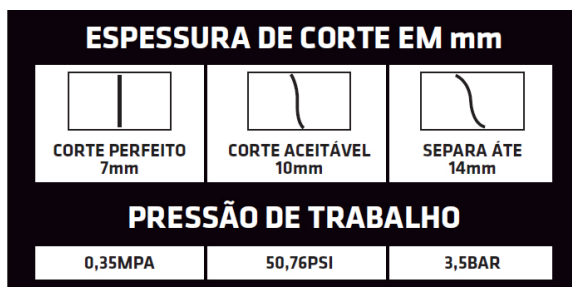 ESPESSURA DE CORTE EM mm
CORTE PERFEITO
7mm
CORTE ACEITÁVEL
10mm
SEPARA ÁTE
14mm
PRESSÃO DE TRABALHO
0,35MPA
50,76PSI
3,5BAR